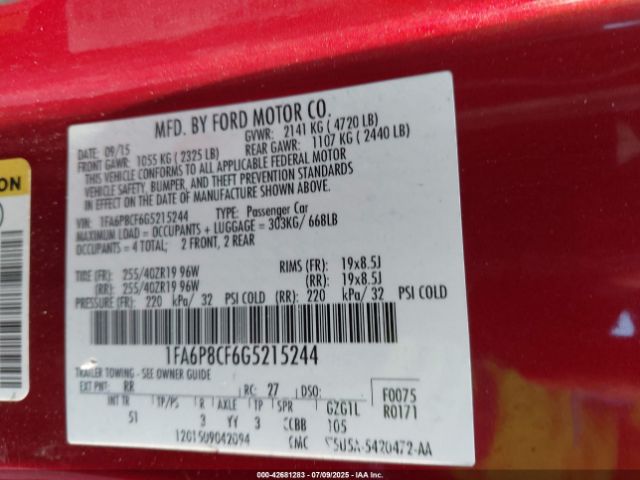 MFD. BY FORD MOTOR CO.
DATE: 09/15 GVWR: 2141 KG ( 4720 LB)
FRONT GAWR: 1055 KG ( 2325 LB) REAR GAWR: 1107 KG ( 2440 LB)
THIS VEHICLE CONFORMS TO ALL APPLICABLE FEDERAL MOTOR
VEHICLE SAFETY, BUMPER, AND THEFT PREVENTION STANDARDS
IN EFFECT ON THE DATE OF MANUFACTURE SHOWN ABOVE.
VIN: 1FA6P8CF6G5215244 TYPE: Passenger Car
MAXIMUM LOAD = OCCUPANTS + LUGGAGE = 303KG/ 668LB
OCCUPANTS = 4 TOTAL; 2 FRONT, 2 REAR
TIRE (FR): 255/40ZR19 96W RIMS (FR): 19x8.5J
(RR): 255/40ZR19 96W (RR): 19x8.5J
PRESSURE (FR): 220 kPa/ 32 PSI COLD (RR): 220 kPa/ 32 PSI COLD
1FA6P8CF6G5215244
TRAILER TOWING - SEE OWNER GUIDE
EXT PNT: RR RC: 27 DSO: F0075
INT TR TP/PS R AXLE TP SPR GZG1L R0171
51 3 YY 3 CCBB 105
1201509042094
ION
000-42681283 - 07/09/2025 - iaai.com